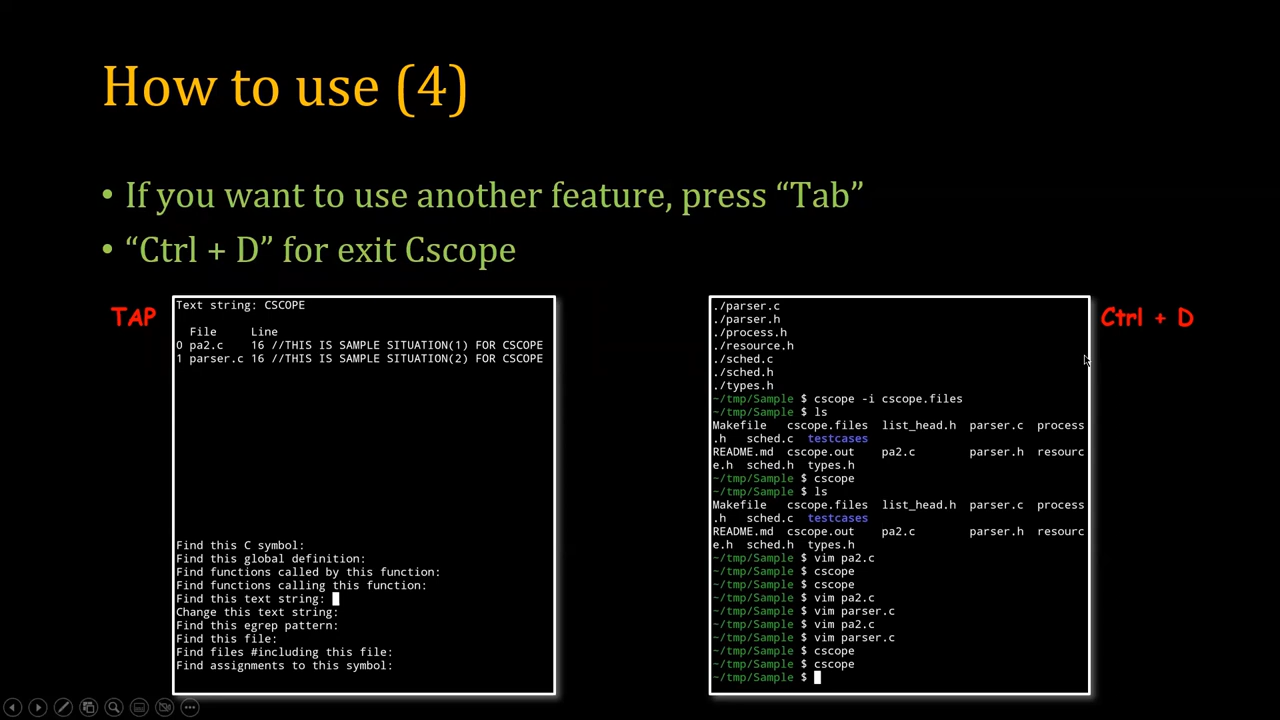 How to use (4)
• If you want to use another feature, press “Tab”
• “Ctrl + D” for exit Cscope
TAP
Text string: CSCOPE
File Line
0 pa2.c 16 //THIS IS SAMPLE SITUATION(1) FOR CSCOPE
1 parser.c 16 //THIS IS SAMPLE SITUATION(2) FOR CSCOPE
Find this C symbol:
Find this global definition:
Find functions called by this function:
Find functions calling this function:
Find this text string:
Change this text string:
Find this egrep pattern:
Find this file:
Find files #including this file:
Find assignments to this symbol:
./parser.c
./parser.h
./process.h
./resource.h
./sched.c
./sched.h
./types.h
~/tmp/Sample $ cscope -i cscope.files
~/tmp/Sample $ ls
Makefile cscope.files list_head.h parser.c process
.h sched.c testcases
README.md cscope.out pa2.c parser.h resourc
e.h sched.h types.h
~/tmp/Sample $ cscope
~/tmp/Sample $ ls
Makefile cscope.files list_head.h parser.c process
.h sched.c testcases
README.md cscope.out pa2.c parser.h resourc
e.h sched.h types.h
~/tmp/Sample $ vim pa2.c
~/tmp/Sample $ cscope
~/tmp/Sample $ cscope
~/tmp/Sample $ vim pa2.c
~/tmp/Sample $ vim parser.c
~/tmp/Sample $ vim pa2.c
~/tmp/Sample $ vim parser.c
~/tmp/Sample $ cscope
~/tmp/Sample $ cscope
~/tmp/Sample $
Ctrl + D